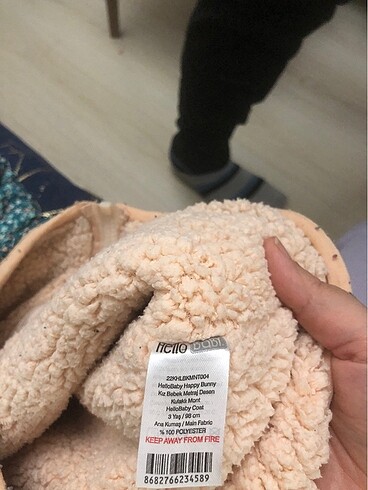 Hello BABY
22KHLBKMNT004
HelloBaby Happy Bunny
Kız Bebek Metraj Desen
Kulaklı Mont
HelloBaby Coat
3 Yaş / 98 cm
Ana Kumaş / Main Fabric
% 100 POLYESTER
KEEP AWAY FROM FIRE
8682766234589